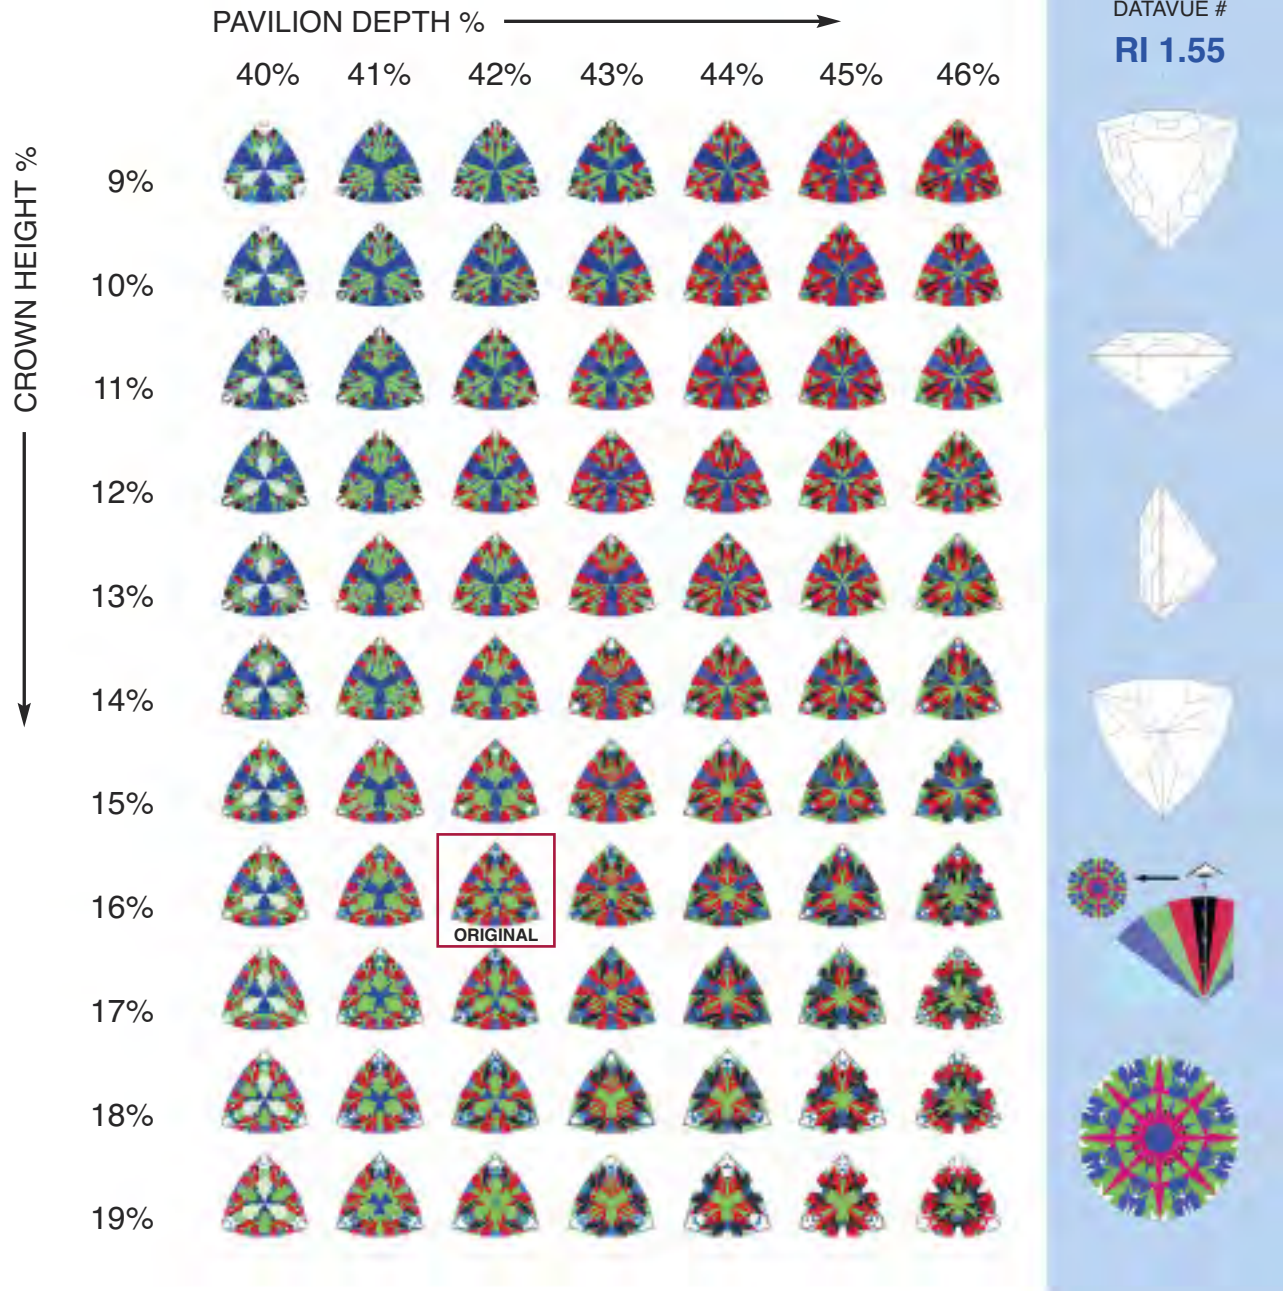 PAVILION DEPTH %
DATAVUE #
RI 1.55
40% 41% 42% 43% 44% 45% 46%
CROWN HEIGHT %
9%
10%
11%
12%
13%
14%
15%
16%
ORIGINAL
17%
18%
19%